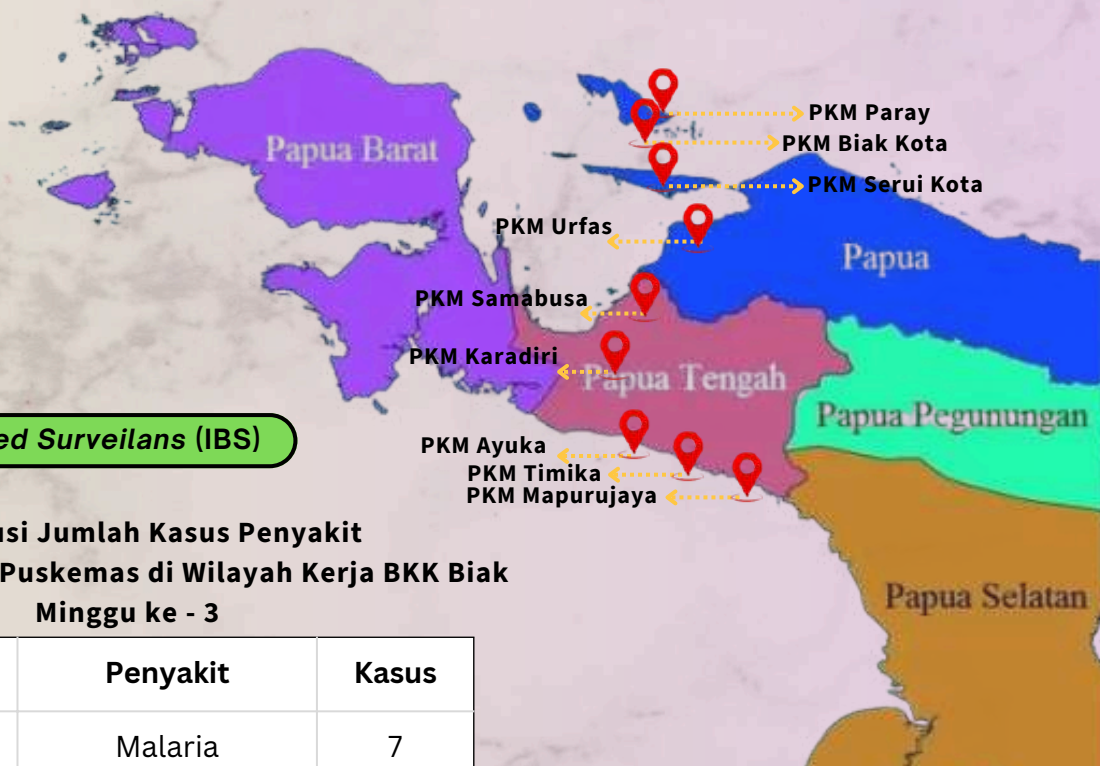 PKM Paray
PKM Biak Kota
Papua Barat
PKM Serui Kota
PKM Urfas
Papua
PKM Samabusa
PKM Karadiri
Papua Tengah
Papua Pegunungan
ed Surveilans (IBS)
PKM Ayuka
PKM Timika
PKM Mapurujaya
usi Jumlah Kasus Penyakit
Puskemas di Wilayah Kerja BKK Biak
Minggu ke - 3
Papua Selatan
Penyakit Kasus
Malaria 7